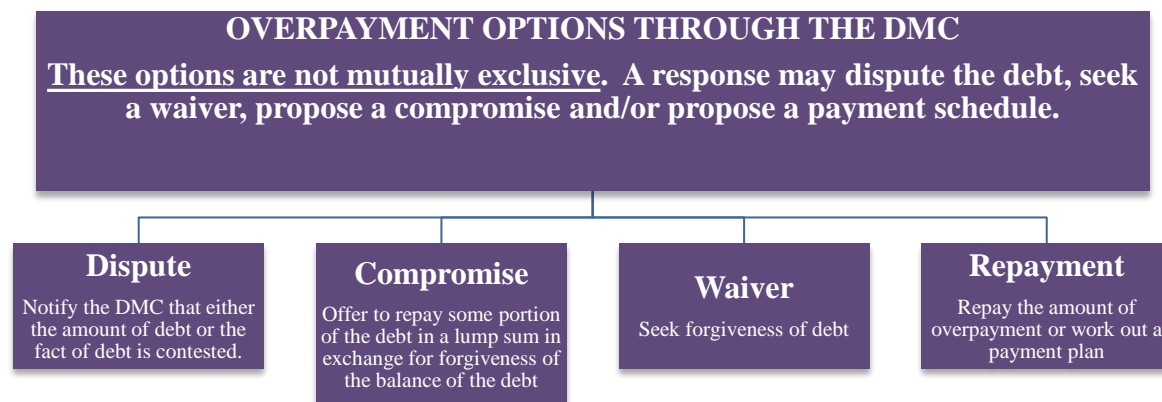 OVERPAYMENT OPTIONS THROUGH THE DMC
These options are not mutually exclusive. A response may dispute the debt, seek
a waiver, propose a compromise and/or propose a payment schedule.
Dispute
Notify the DMC that either
the amount of debt or the
fact of debt is contested.
Compromise
Offer to repay some portion
of the debt in a lump sum in
exchange for forgiveness of
the balance of the debt
Waiver
Seek forgiveness of debt
Repayment
Repay the amount of
overpayment or work out a
payment plan